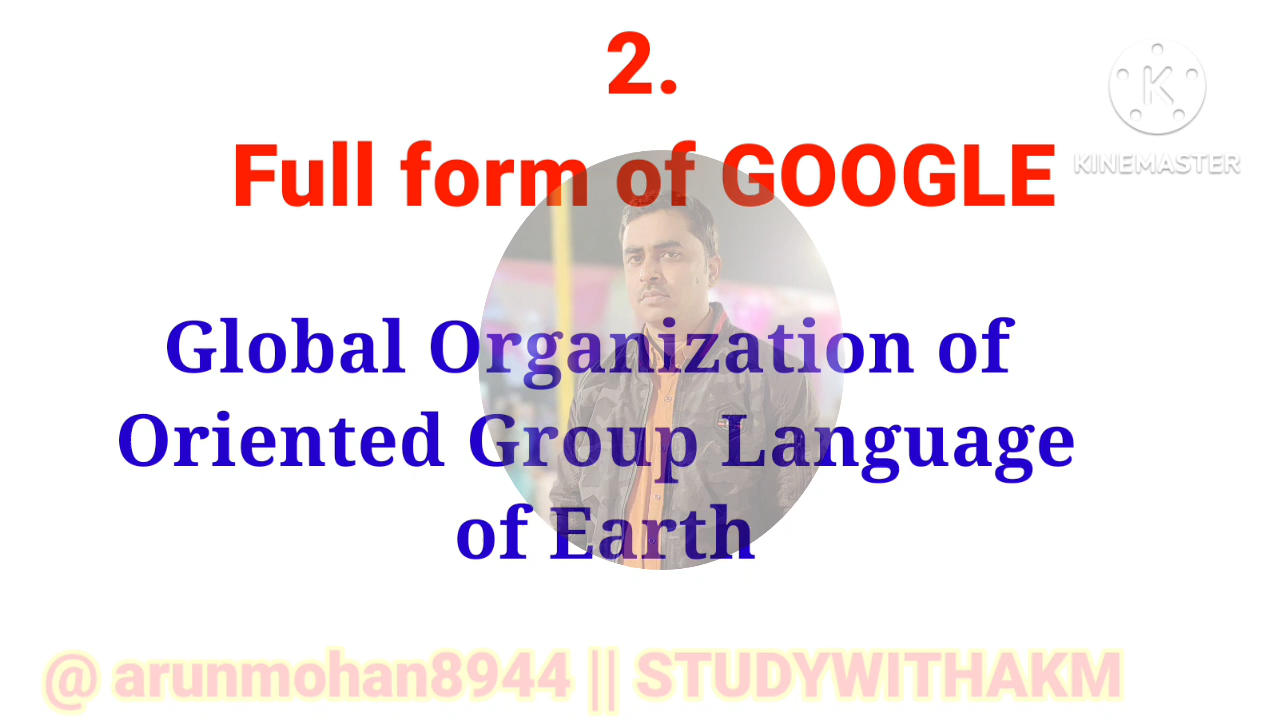 2.
KINEMASTER
Full form of GOOGLE
Global Organization of
Oriented Group Language
of Earth
@ arunmohan8944 || STUDYWITHAKM